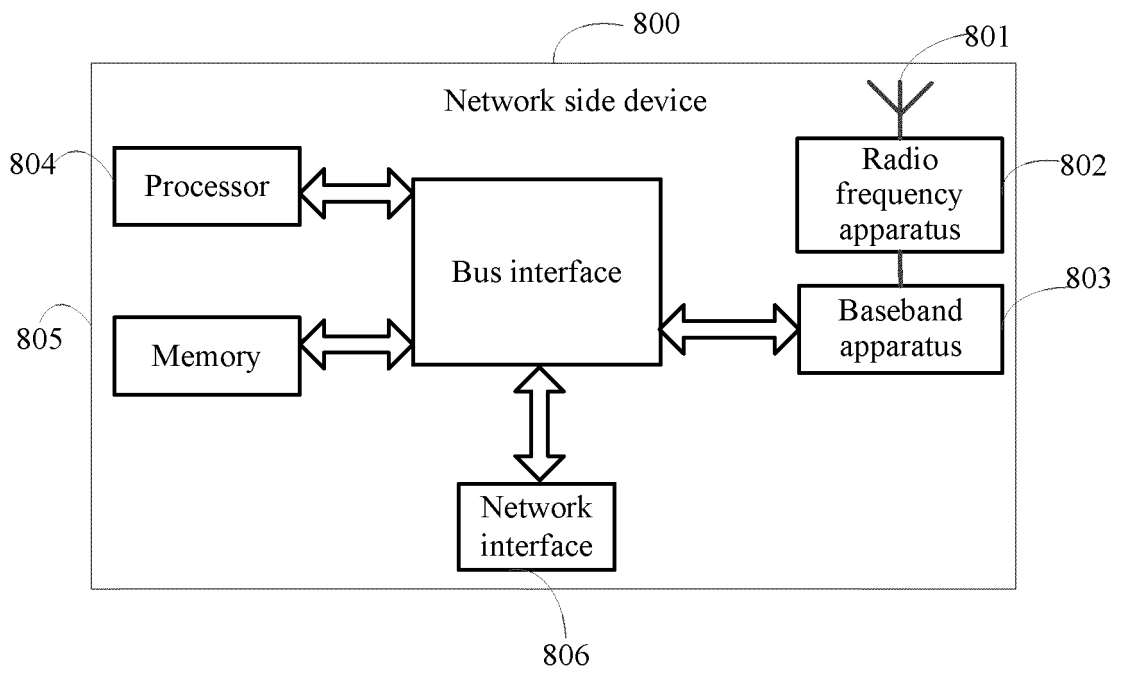 800
801
Network side device
804
Processor
Radio
frequency
apparatus
802
Bus interface
803
Baseband
apparatus
805
Memory
Network
interface
806